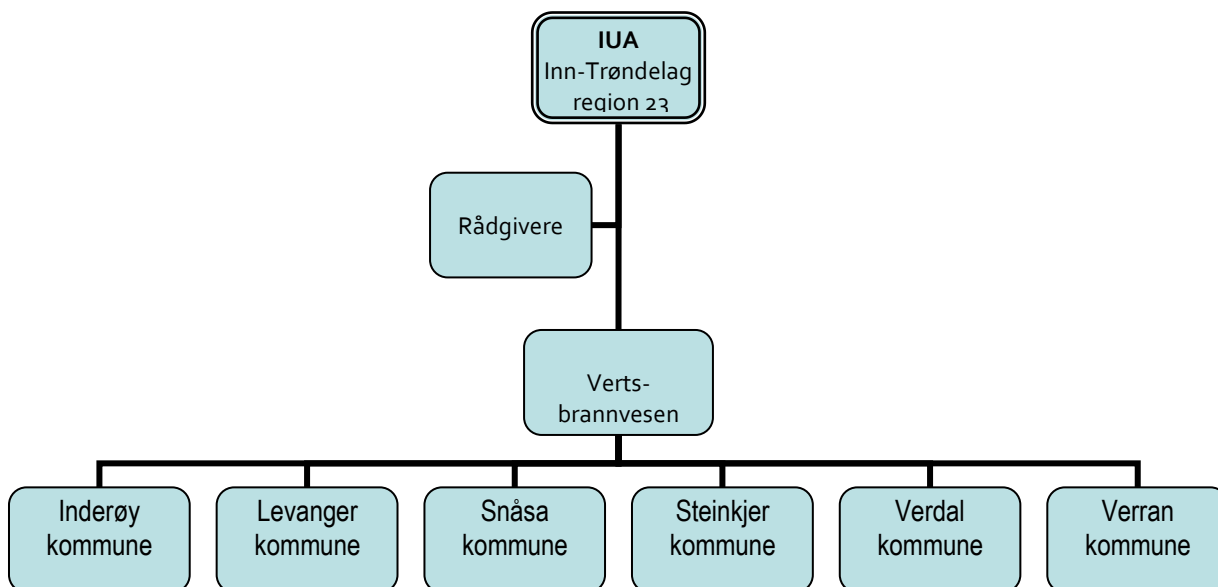 IUA
Inn-Trøndelag
region 23
Rådgivere
Verts-
brannvesen
Inderøy
kommune
Levanger
kommune
Snåsa
kommune
Steinkjer
kommune
Verdal
kommune
Verran
kommune